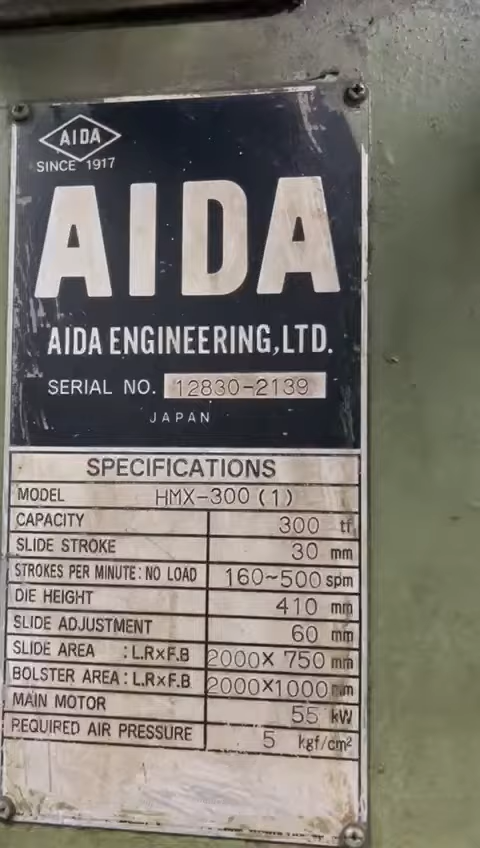 AIDA
SINCE 1917
AIDA
AIDA ENGINEERING,LTD.
SERIAL NO. 12830-2139
JAPAN
SPECIFICATIONS
MODEL HMX-300 (1)
CAPACITY 300 tf
SLIDE STROKE 30 mm
STROKES PER MINUTE: NO LOAD 160~500 spm
DIE HEIGHT 410 mm
SLIDE ADJUSTMENT 60 mm
SLIDE AREA : L.R×F.B 2000× 750 mm
BOLSTER AREA : L.R×F.B 2000×1000 mm
MAIN MOTOR 55 kW
REQUIRED AIR PRESSURE 5 kgf/cm²